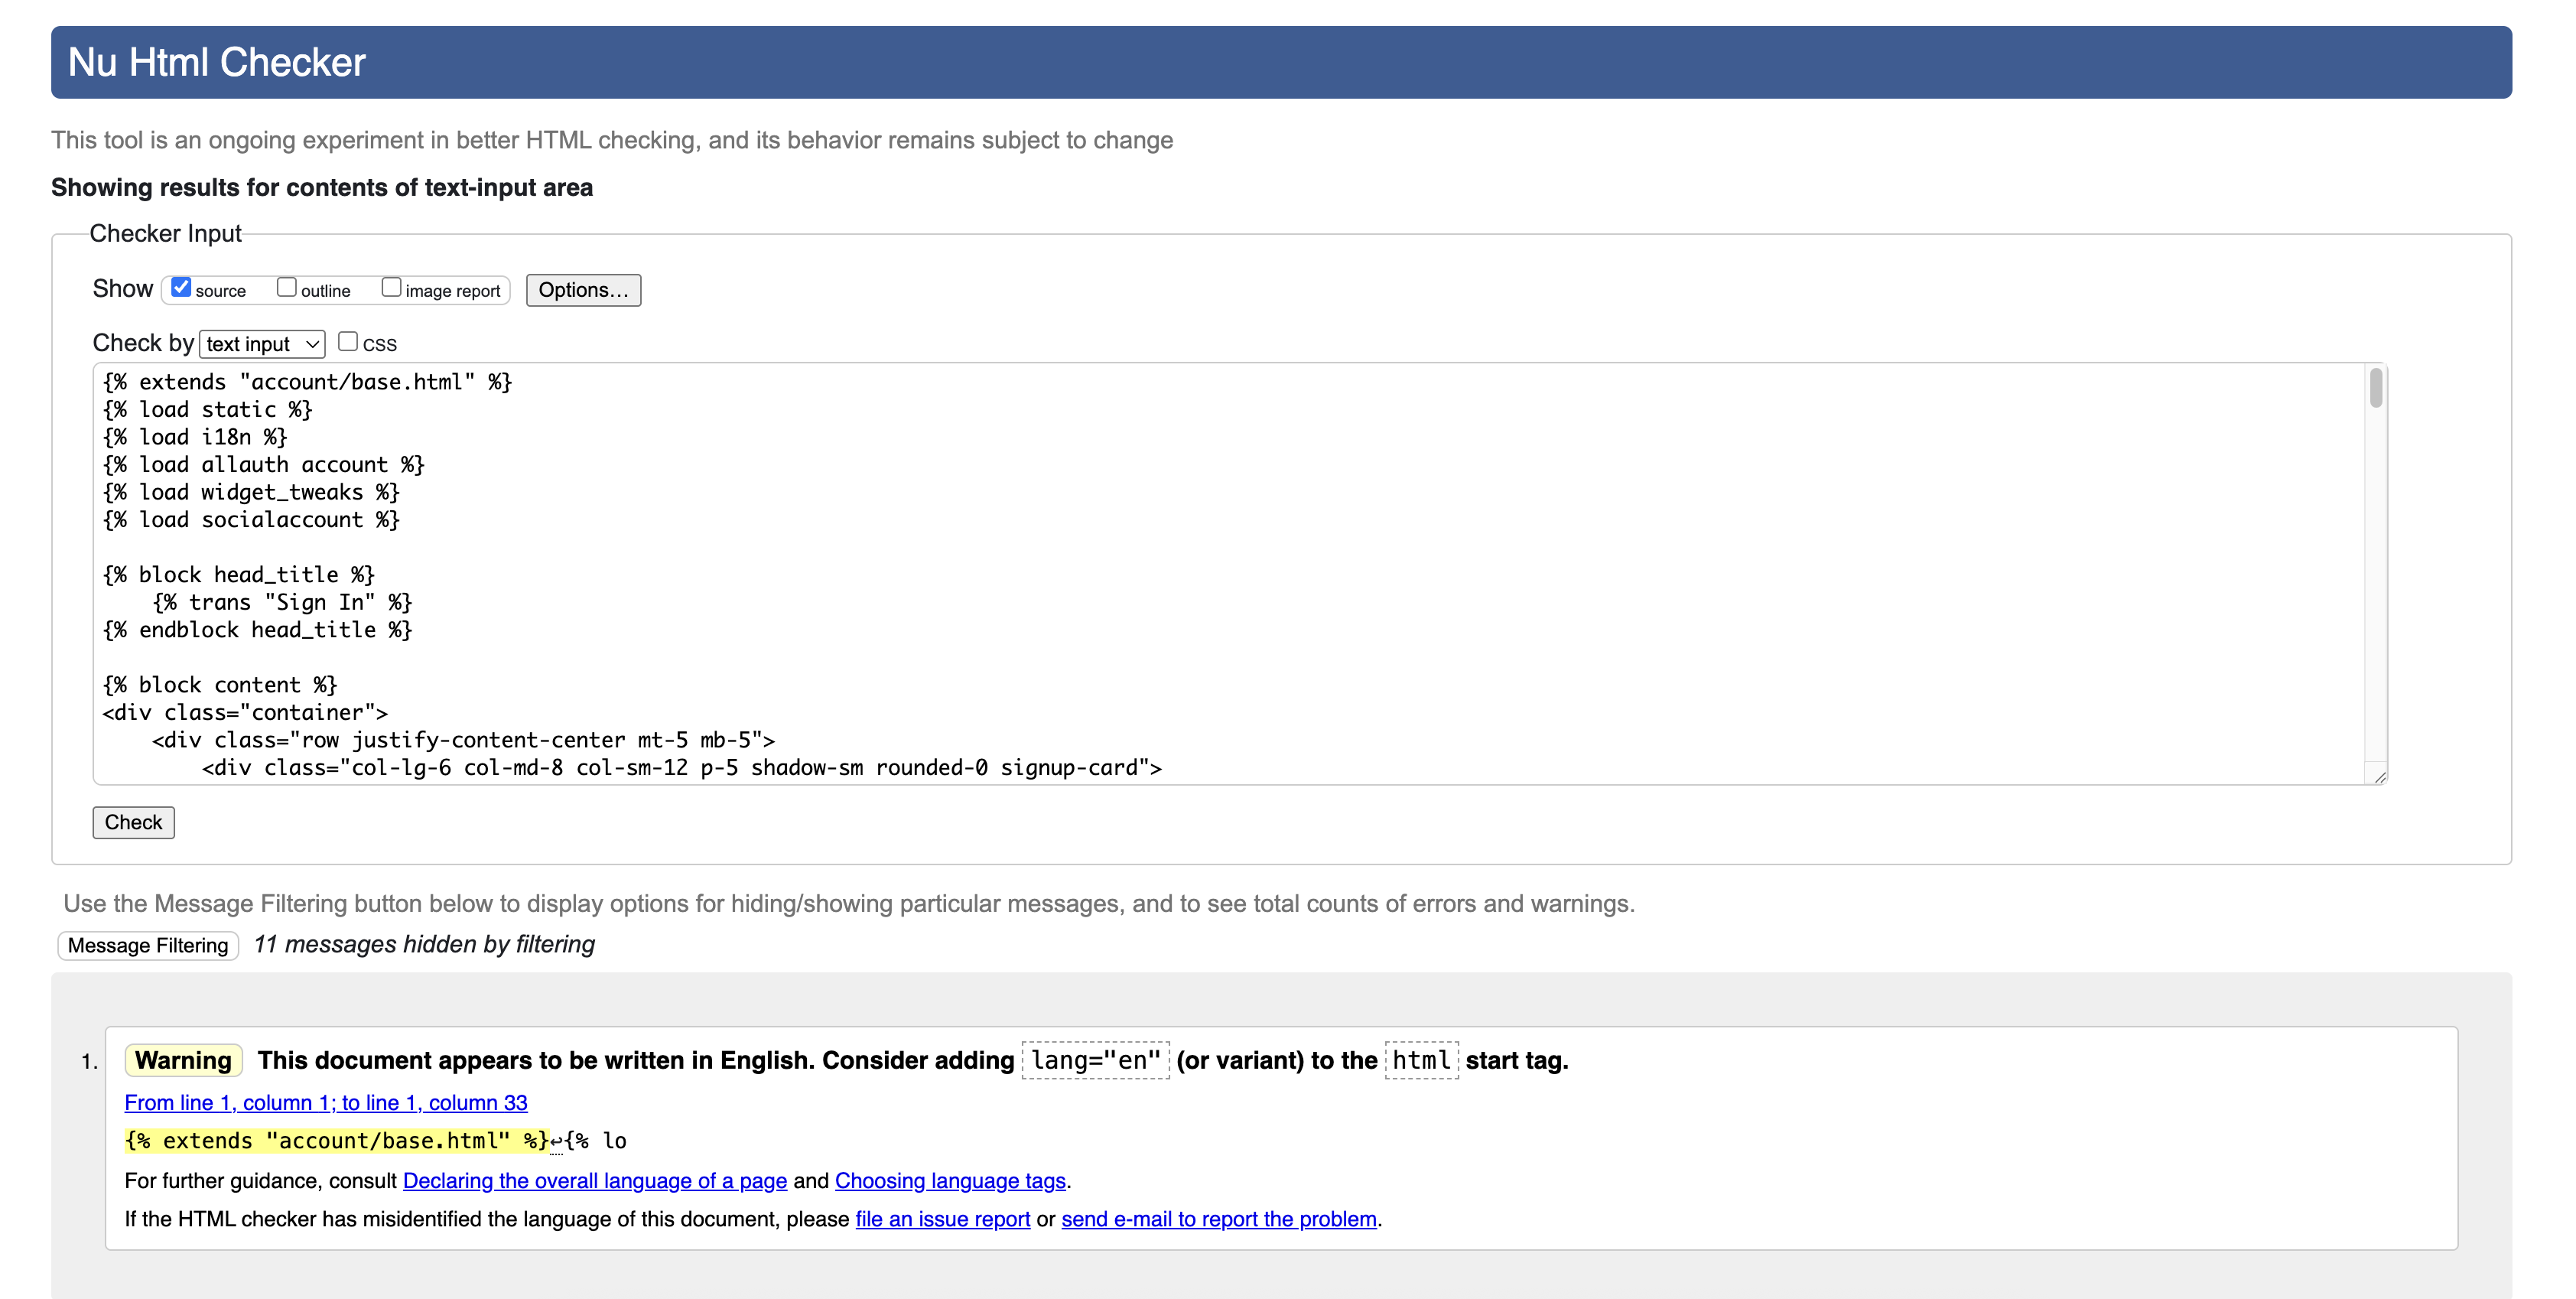 Nu Html Checker
This tool is an ongoing experiment in better HTML checking, and its behavior remains subject to change
Showing results for contents of text-input area
Checker Input
Show source outline image report Options...
Check by text input CSS
{% extends "account/base.html" %}
{% load static %}
{% load i18n %}
{% load allauth account %}
{% load widget_tweaks %}
{% load socialaccount %}
{% block head_title %}
    {% trans "Sign In" %}
{% endblock head_title %}
{% block content %}
<div class="container">
    <div class="row justify-content-center mt-5 mb-5">
        <div class="col-lg-6 col-md-8 col-sm-12 p-5 shadow-sm rounded-0 signup-card">
Check
Use the Message Filtering button below to display options for hiding/showing particular messages, and to see total counts of errors and warnings.
Message Filtering 11 messages hidden by filtering
1. Warning This document appears to be written in English. Consider adding lang="en" (or variant) to the html start tag.
From line 1, column 1; to line 1, column 33
{% extends "account/base.html" %}↩{% lo
For further guidance, consult Declaring the overall language of a page and Choosing language tags.
If the HTML checker has misidentified the language of this document, please file an issue report or send e-mail to report the problem.